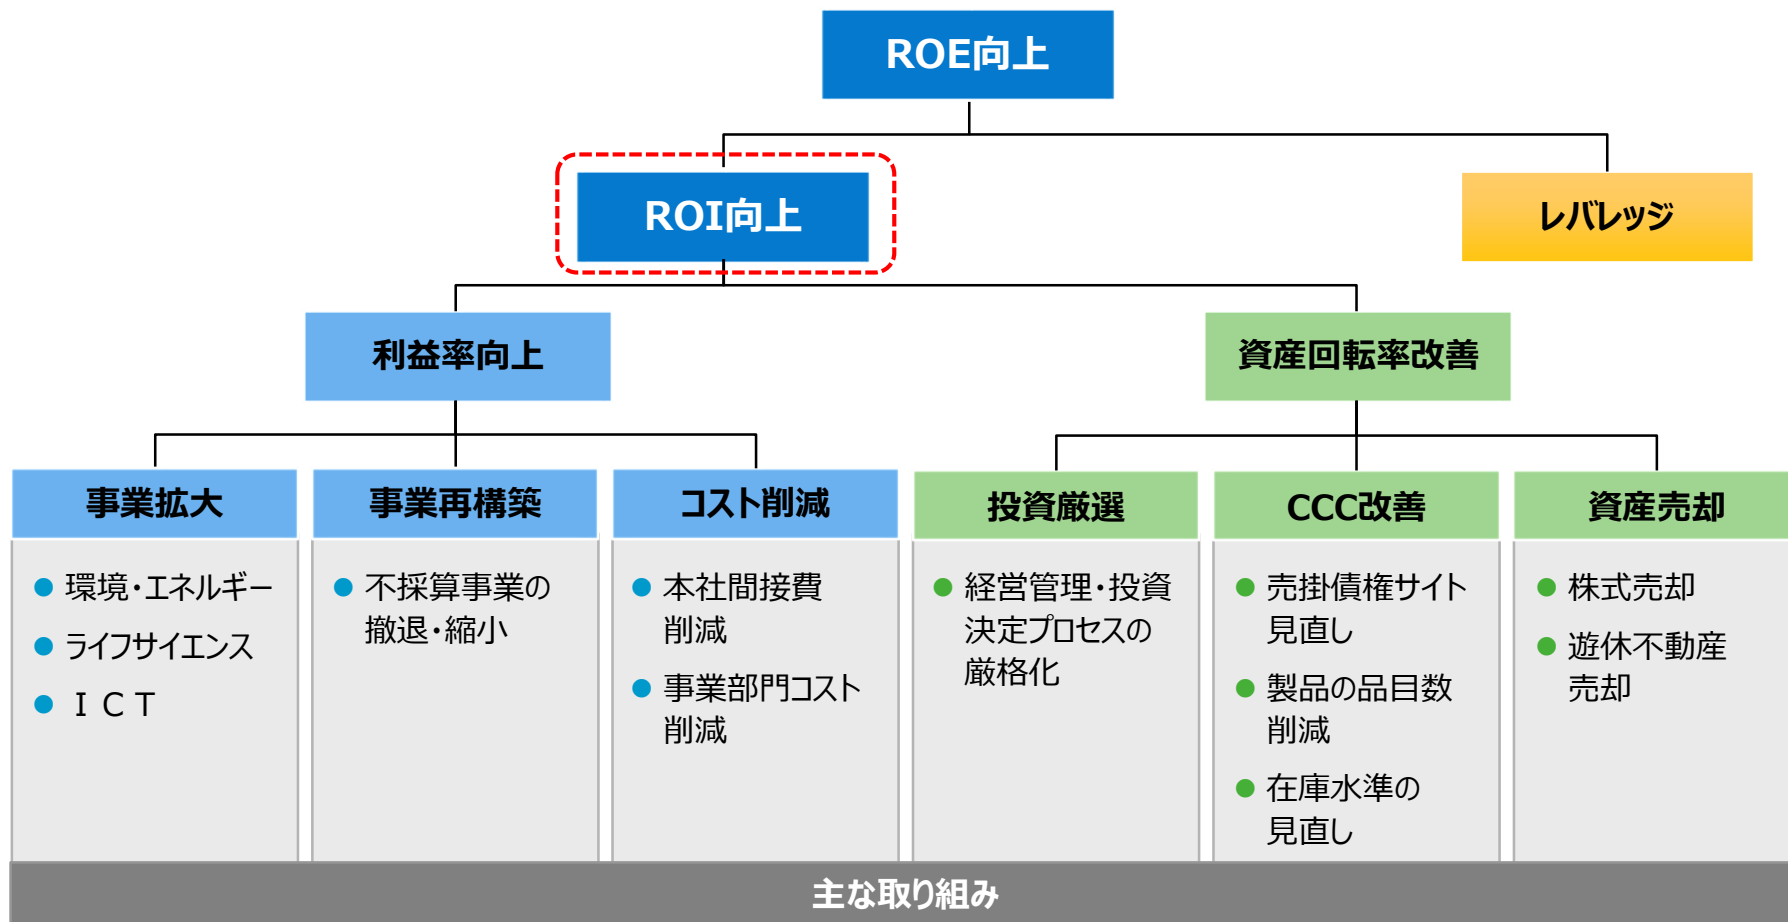 ROE向上
ROI向上
レバレッジ
利益率向上
資産回転率改善
事業拡大
事業再構築
コスト削減
投資厳選
CCC改善
資産売却
環境・エネルギー
ライフサイエンス
ＩＣＴ
不採算事業の
撤退・縮小
本社間接費
削減
事業部門コスト
削減
経営管理・投資
決定プロセスの
厳格化
売掛債権サイト
見直し
製品の品目数
削減
在庫水準の
見直し
株式売却
遊休不動産
売却
主な取り組み